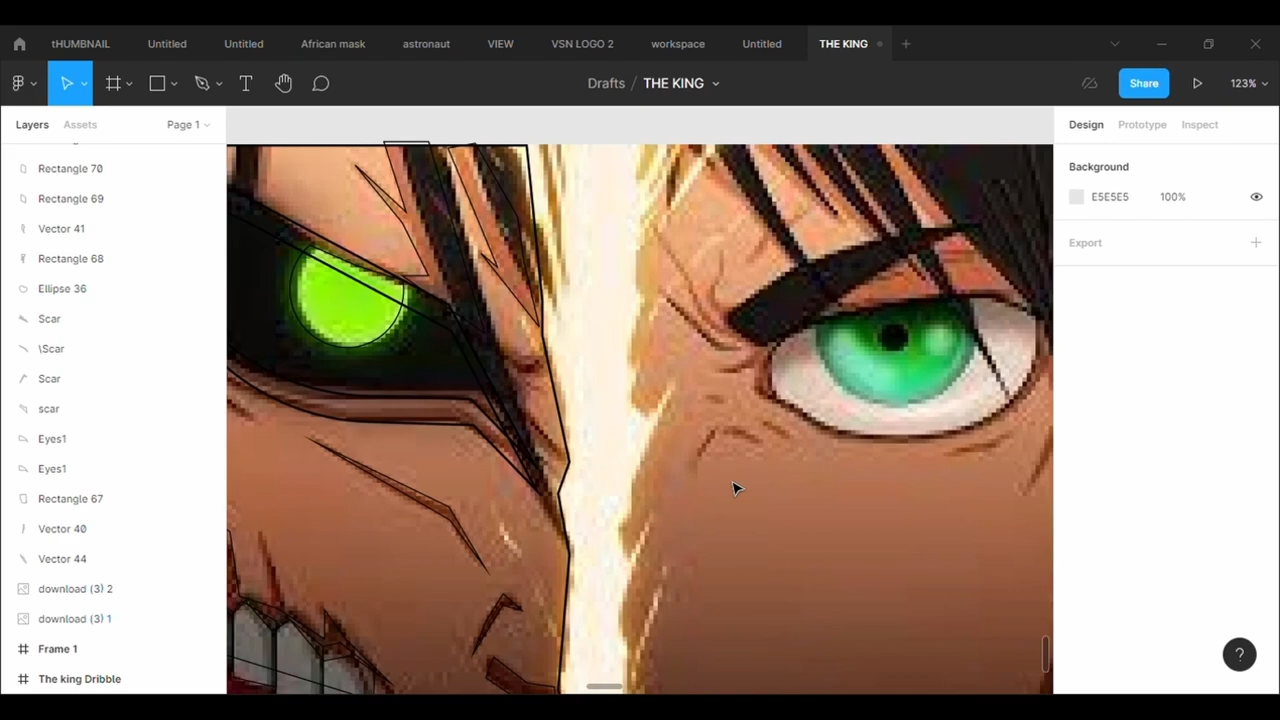 tHUMBNAIL Untitled Untitled African mask astronaut VIEW VSN LOGO 2 workspace Untitled THE KING
Drafts / THE KING Share 123%
Layers Assets Page 1
Rectangle 70
Rectangle 69
Vector 41
Rectangle 68
Ellipse 36
Scar
\Scar
Scar
scar
Eyes1
Eyes1
Rectangle 67
Vector 40
Vector 44
download (3) 2
download (3) 1
Frame 1
The king Dribble
Design Prototype Inspect
Background
E5E5E5 100%
Export
?